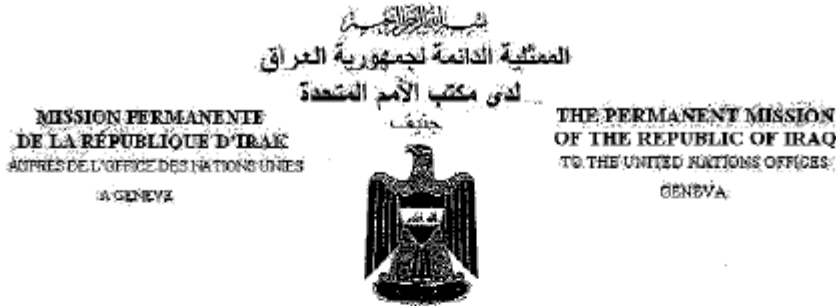 بسم الله الرحمن الرحيم
الممثلية الدائمة لجمهورية العراق
لدى مكتب الأمم المتحدة
جنيف
MISSION PERMANENTE
DE LA RÉPUBLIQUE D'IRAK
AUPRES DE L'OFFICE DES NATIONS UNIES
A GENEVE
THE PERMANENT MISSION
OF THE REPUBLIC OF IRAQ
TO THE UNITED NATIONS OFFICES
GENEVA